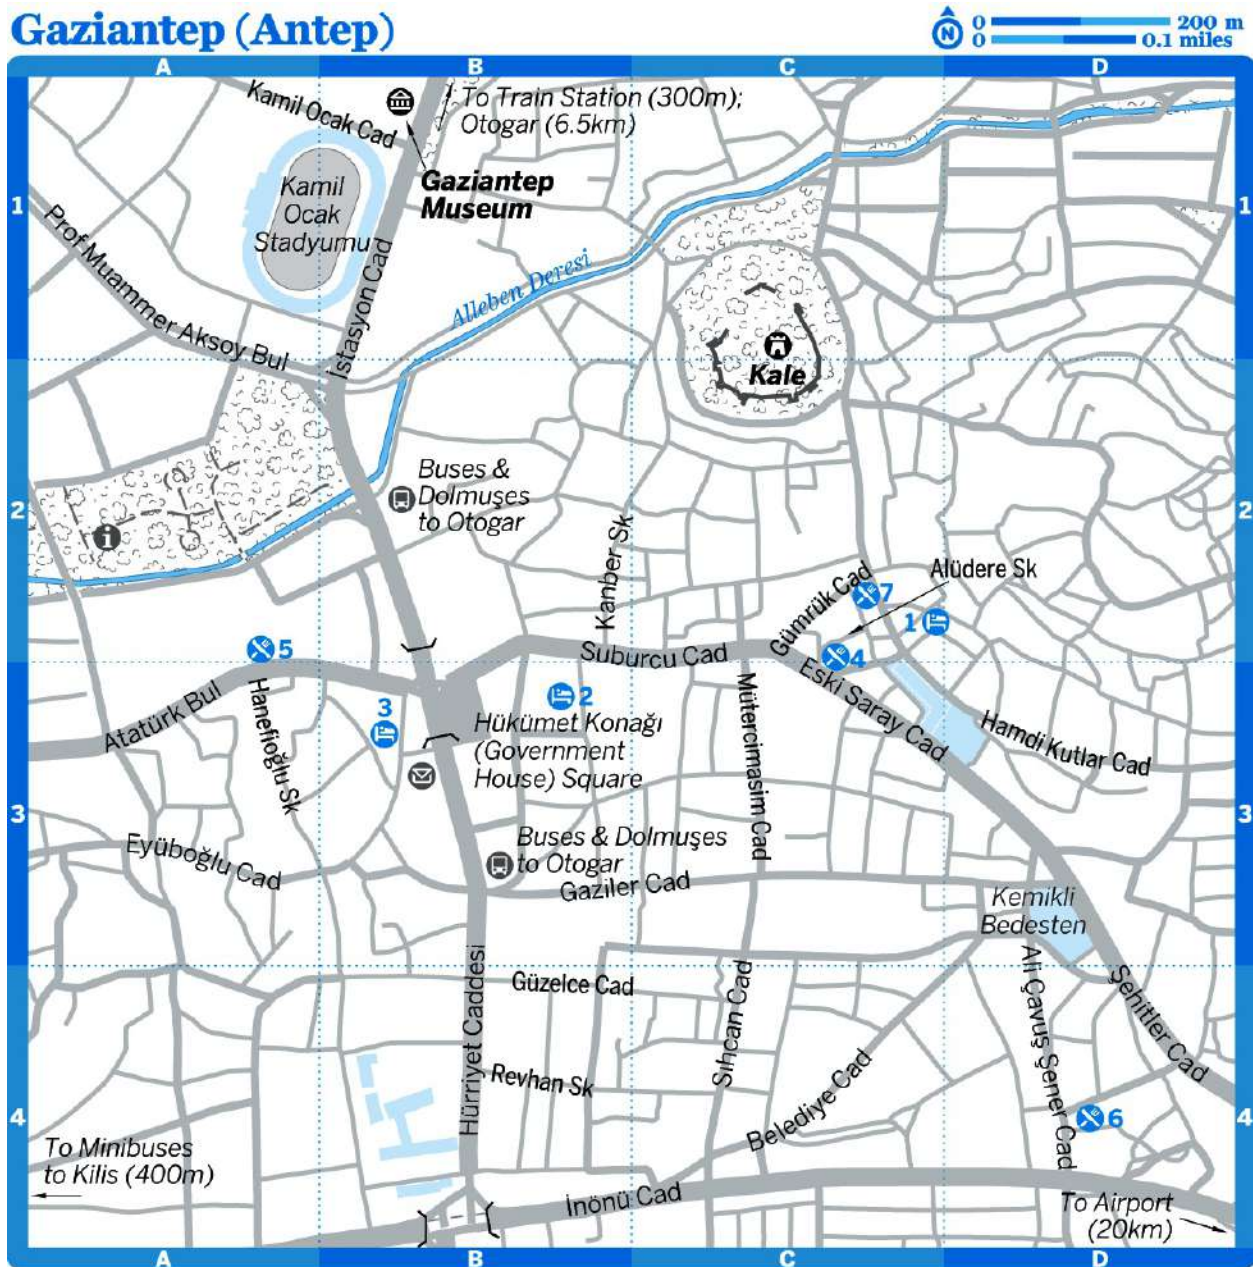 Gaziantep (Antep)
N
0 200 m
0 0.1 miles
A B C D
Kamil Ocak Cad
To Train Station (300m);
Otogar (6.5km)
Kamil
Ocak
Stadyumu
Gaziantep
Museum
1 1
Prof Muammer Aksoy Bul
İstasyon Cad
Alleben Deresi
Kale
Buses &
Dolmuşes
to Otogar
2 2
i
Kanber Sk
Gümrük Cad
7
Alüdere Sk
1
5
Suburcu Cad
4
Atatürk Bul
Hanefioğlu Sk
3
2
Hükümet Konağı
(Government
House) Square
Mütercimasim Cad
Eski Saray Cad
Hamdi Kutlar Cad
3 3
Eyüboğlu Cad
Buses & Dolmuşes
to Otogar
Gaziler Cad
Kemikli
Bedesten
Hürriyet Caddesi
Güzelce Cad
Sıhcan Cad
Ali Çavuş Şener Cad
Şehitler Cad
Revhan Sk
Belediye Cad
6
4 4
To Minibuses
to Kilis (400m)
İnönü Cad
To Airport
(20km)
A B C D